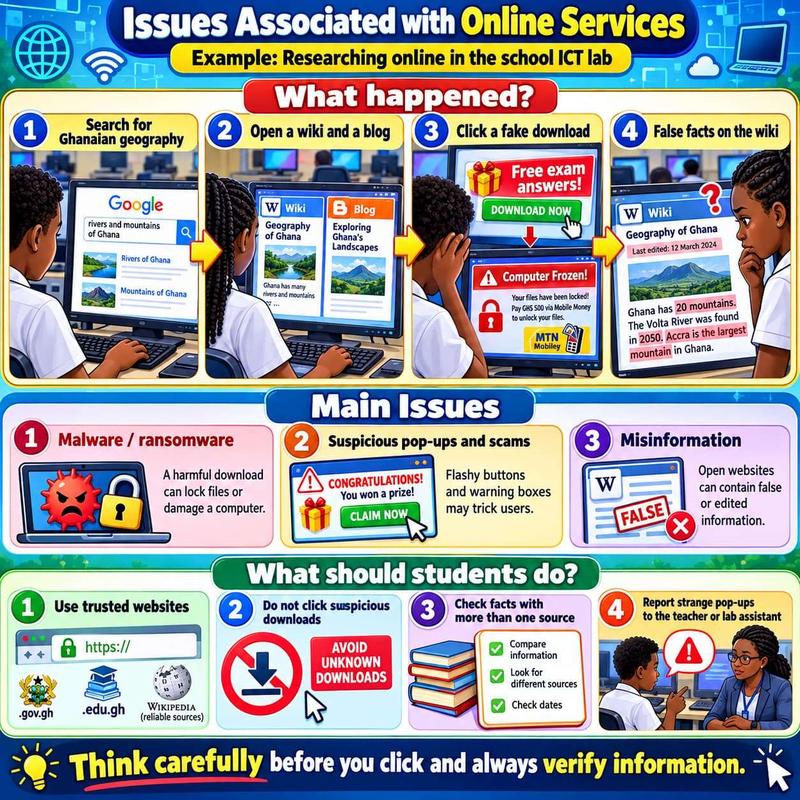 Issues Associated with Online Services
Example: Researching online in the school ICT lab
What happened?
1
Search for
Ghanaian geography
Google
rivers and mountains
of Ghana
Rivers of Ghana
Mountains of Ghana
2
Open a wiki and a blog
W Wiki
Geography
of Ghana
Ghana has many
rivers and mountains
...
B Blog
Exploring
Ghana's
Landscapes
3
Click a fake download
Free exam
answers!
DOWNLOAD NOW
Computer Frozen!
Your files have been locked!
Pay GHS 500 via Mobile Money
to unlock your files.
MTN
Mobiley
4
False facts on the wiki
W Wiki
?
Geography of Ghana
Last edited: 12 March 2024
Ghana has 20 mountains.
The Volta River was found
in 2050. Accra is the largest
mountain in Ghana.
Main Issues
1
Malware / ransomware
A harmful download
can lock files or
damage a computer.
2
Suspicious pop-ups and scams
CONGRATULATIONS!
You won a prize!
CLAIM NOW
Flashy buttons
and warning boxes
may trick users.
3
Misinformation
W
FALSE
Open websites
can contain false
or edited
information.
What should students do?
1
Use trusted websites
https://
.gov.gh
.edu.gh
WIKIPEDIA
(reliable sources)
2
Do not click suspicious
downloads
AVOID
UNKNOWN
DOWNLOADS
3
Check facts with
more than one source
Compare
information
Look for
different sources
Check dates
4
Report strange pop-ups
to the teacher or lab assistant
!
Think carefully before you click and always verify information.